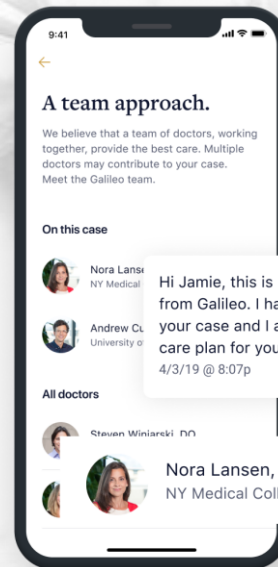 9:41
A team approach.
We believe that a team of doctors, working
together, provide the best care. Multiple
doctors may contribute to your case.
Meet the Galileo team.
On this case
Nora Lanse
NY Medical
Hi Jamie, this is
from Galileo. I ha
your case and I a
care plan for you
4/3/19 @ 8:07p
Andrew Cu
University o
All doctors
Steven Winiarski, DO
Nora Lansen,
NY Medical Coll